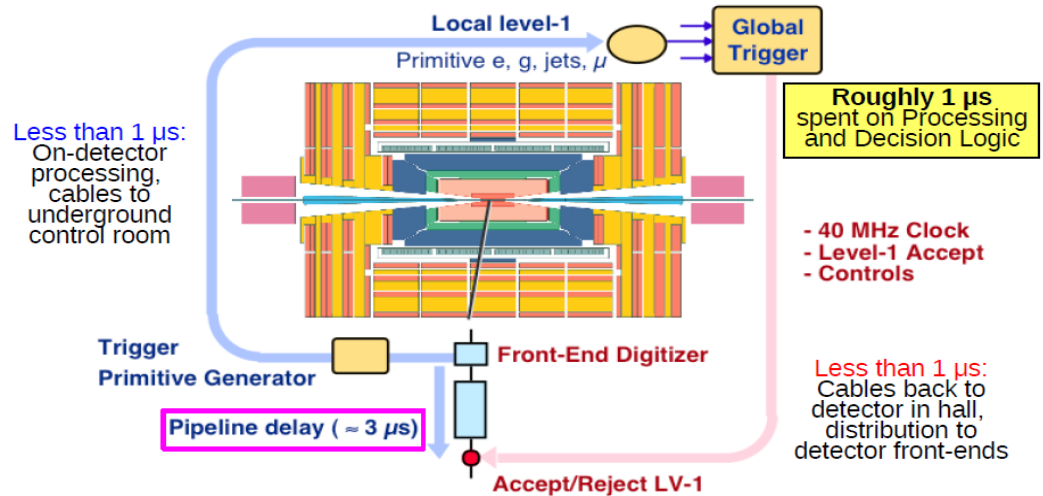 Local level-1
Primitive e, g, jets, μ
Global
Trigger
Roughly 1 μs
spent on Processing
and Decision Logic
Less than 1 μs:
On-detector
processing,
cables to
underground
control room
- 40 MHz Clock
- Level-1 Accept
- Controls
Trigger
Primitive Generator
Front-End Digitizer
Pipeline delay ( ≈ 3 μs)
Less than 1 μs:
Cables back to
detector in hall,
distribution to
detector front-ends
Accept/Reject LV-1